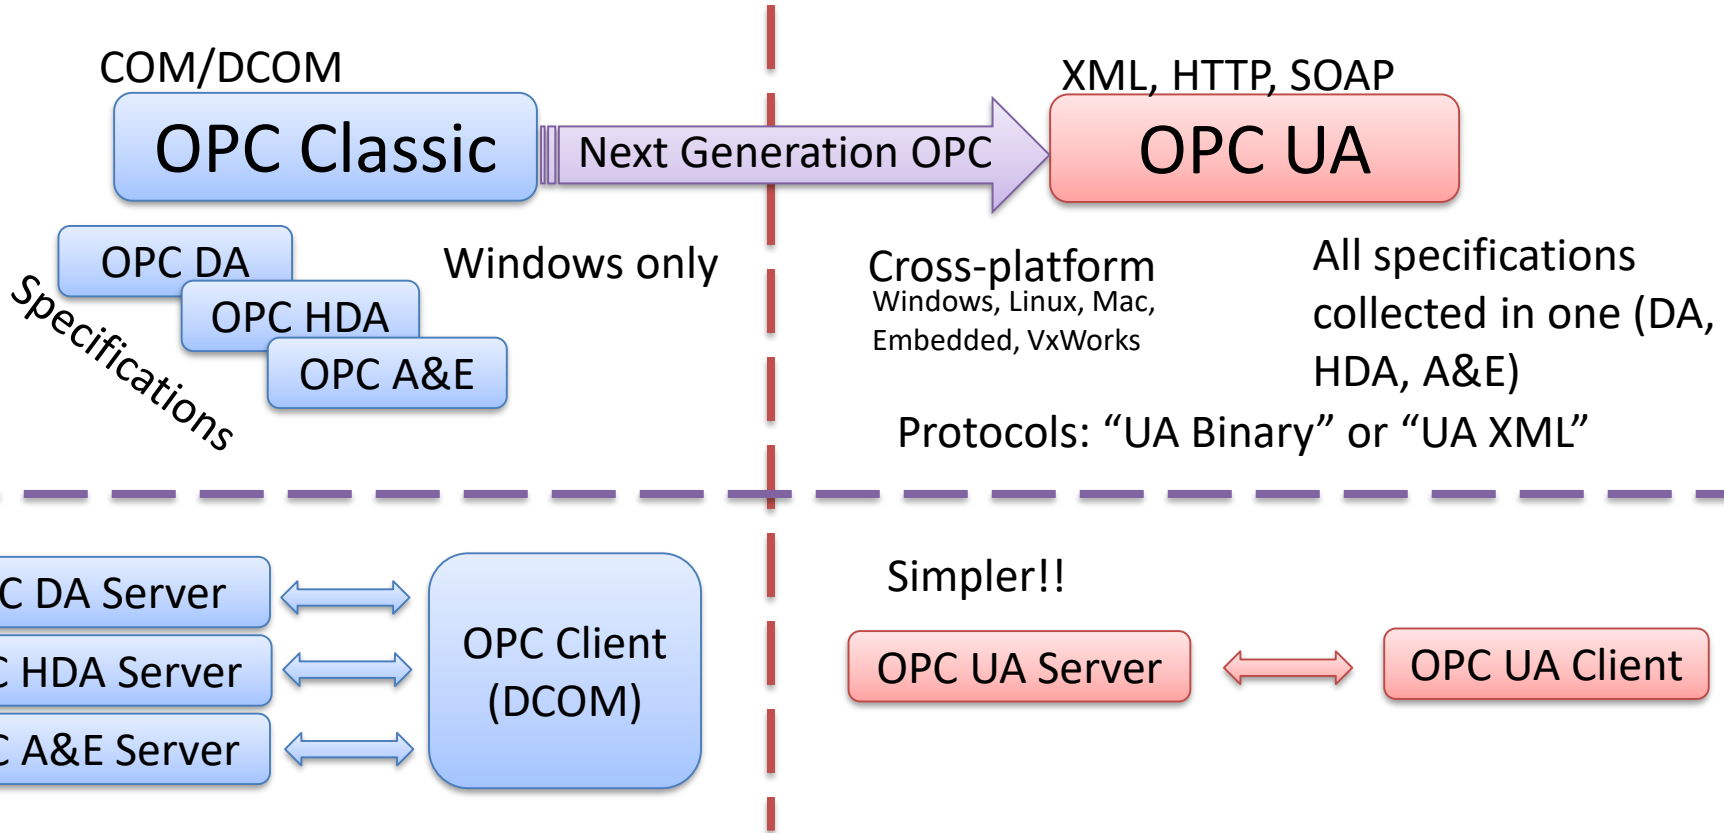 COM/DCOM
OPC Classic
Next Generation OPC
XML, HTTP, SOAP
OPC UA
OPC DA
OPC HDA
OPC A&E
Specifications
Windows only
Cross-platform
Windows, Linux, Mac,
Embedded, VxWorks
All specifications
collected in one (DA,
HDA, A&E)
Protocols: “UA Binary” or “UA XML”
C DA Server
C HDA Server
C A&E Server
OPC Client
(DCOM)
Simpler!!
OPC UA Server
OPC UA Client